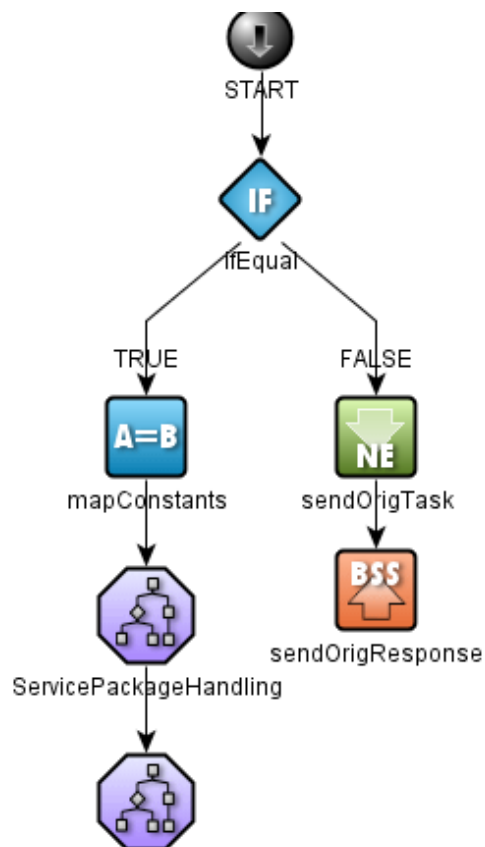 START
IF
ifEqual
TRUE
FALSE
A=B
NE
mapConstants
sendOrigTask
BSS
sendOrigResponse
ServicePackageHandling